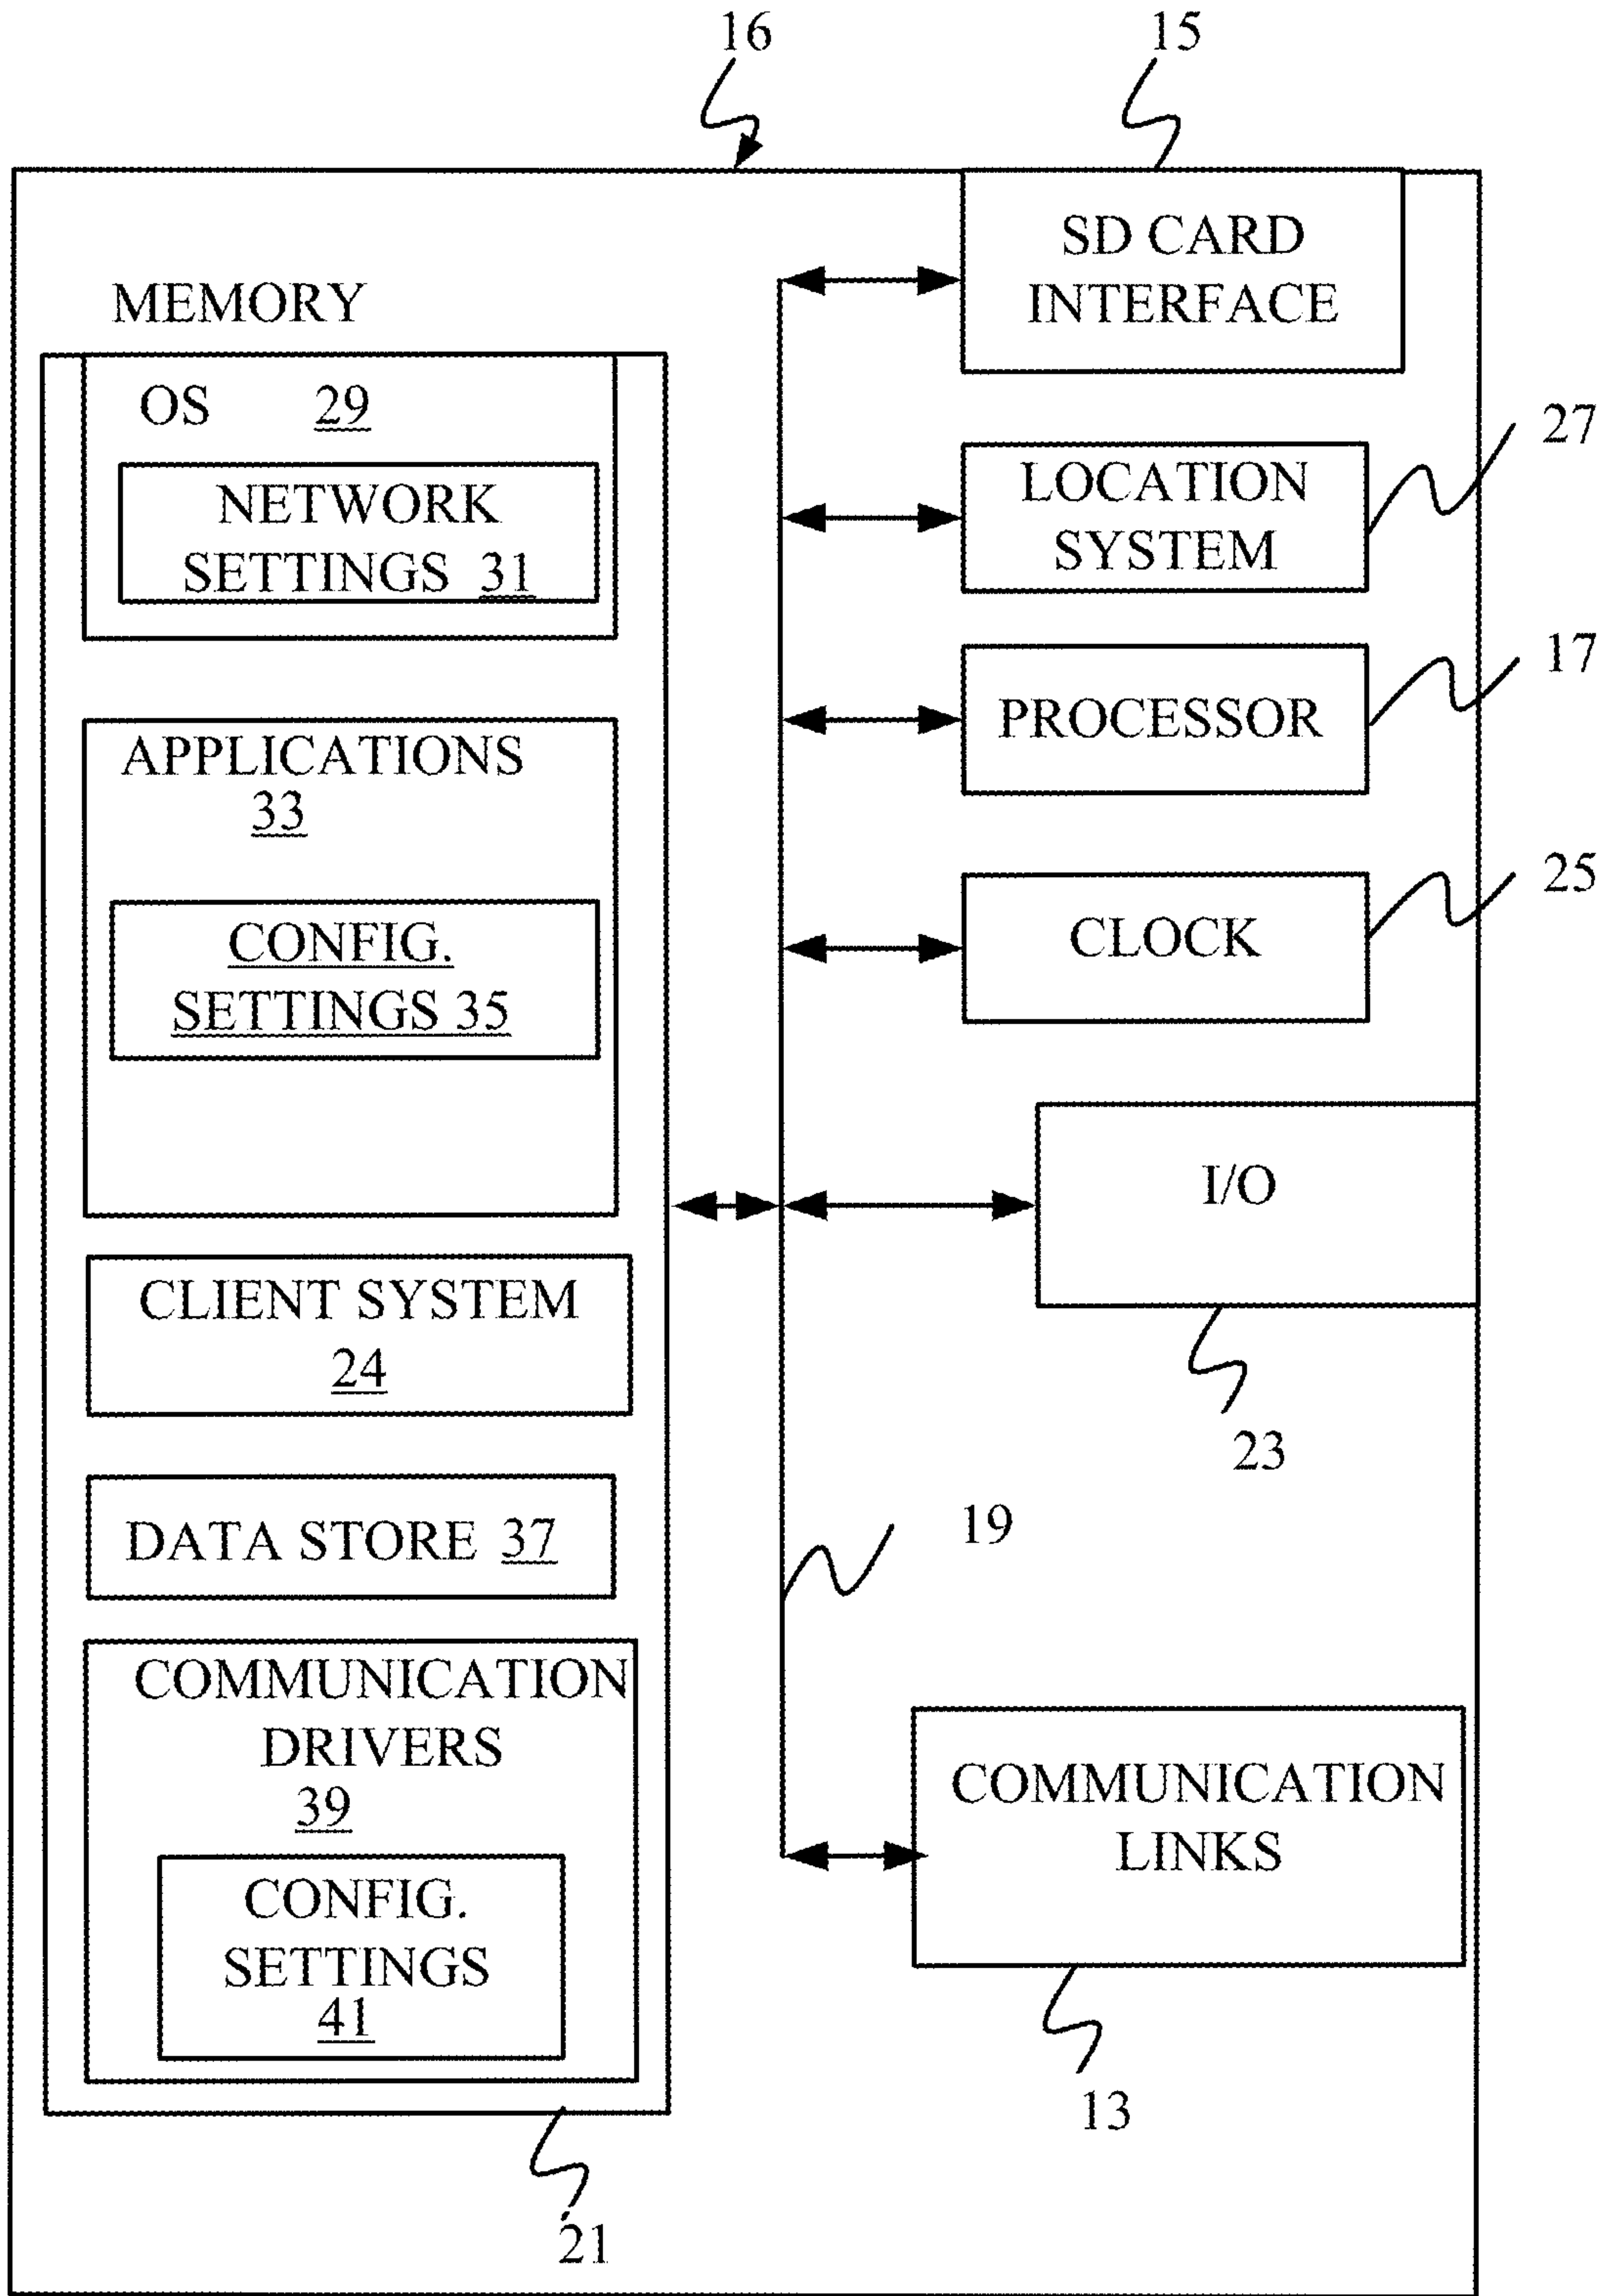 16
15
SD CARD
INTERFACE
MEMORY
OS 29
NETWORK
SETTINGS 31
27
LOCATION
SYSTEM
17
PROCESSOR
APPLICATIONS
33
25
CLOCK
CONFIG.
SETTINGS 35
I/O
23
CLIENT SYSTEM
24
19
DATA STORE 37
COMMUNICATION
DRIVERS
39
CONFIG.
SETTINGS
41
COMMUNICATION
LINKS
13
21